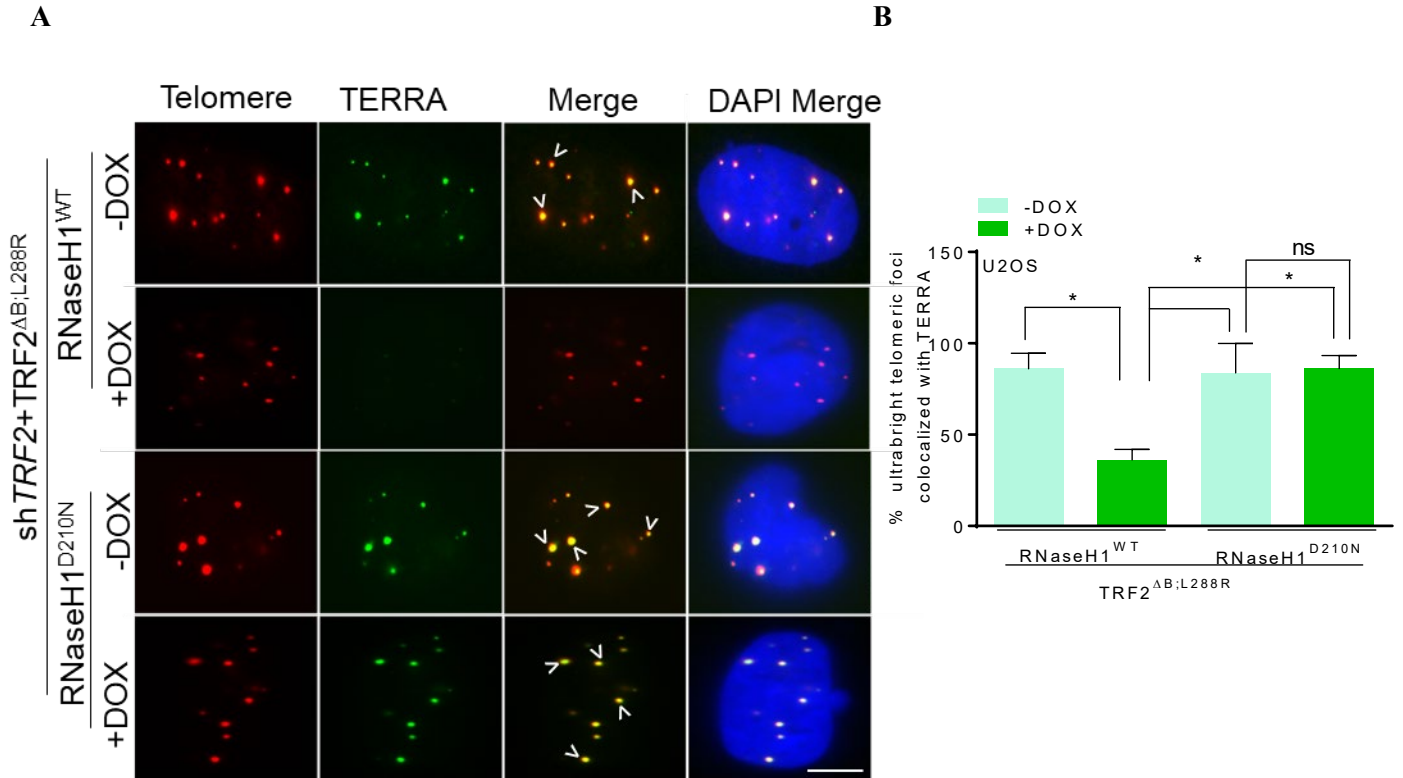 A
B
Telomere TERRA Merge DAPI Merge
shTRF2+TRF2ΔB;L288R
RNaseH1WT
-DOX
+DOX
RNaseH1D210N
-DOX
+DOX
-DOX
+DOX
% ultrabright telomeric foci
colocalized with TERRA
150
100
50
0
U2OS
*
*
*
ns
RNaseH1WT
RNaseH1D210N
TRF2ΔB;L288R